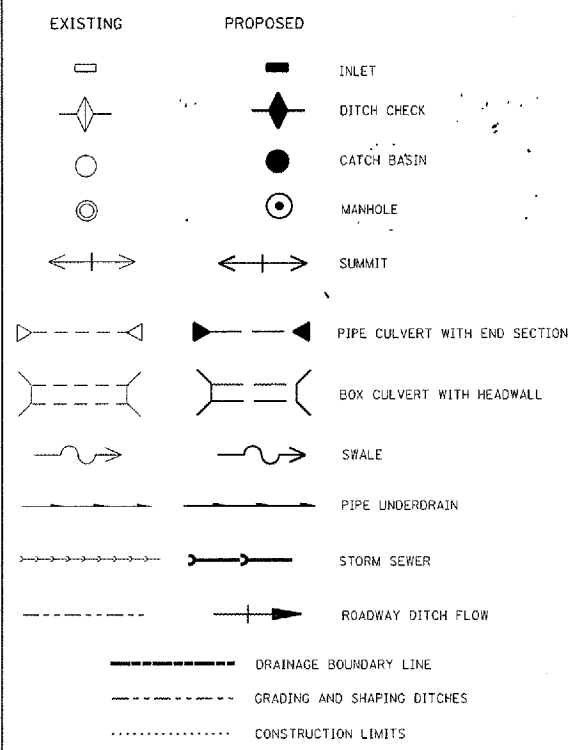 EXISTING PROPOSED
INLET
DITCH CHECK
CATCH BASIN
MANHOLE
SUMMIT
PIPE CULVERT WITH END SECTION
BOX CULVERT WITH HEADWALL
SWALE
PIPE UNDERDRAIN
STORM SEWER
ROADWAY DITCH FLOW
DRAINAGE BOUNDARY LINE
GRADING AND SHAPING DITCHES
CONSTRUCTION LIMITS